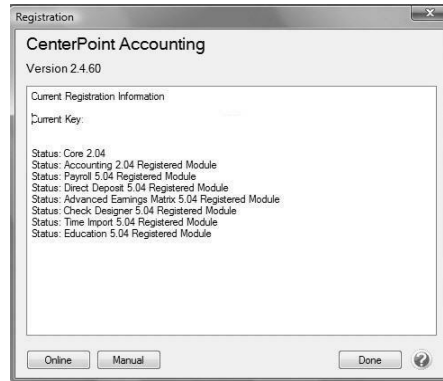 Registration
CenterPoint Accounting
Version 2.4.60
Current Registration Information
Current Key:
Status: Core 2.04
Status: Accounting 2.04 Registered Module
Status: Payroll 5.04 Registered Module
Status: Direct Deposit 5.04 Registered Module
Status: Advanced Earnings Matrix 5.04 Registered Module
Status: Check Designer 5.04 Registered Module
Status: Time Import 5.04 Registered Module
Status: Education 5.04 Registered Module
Online Manual Done ?